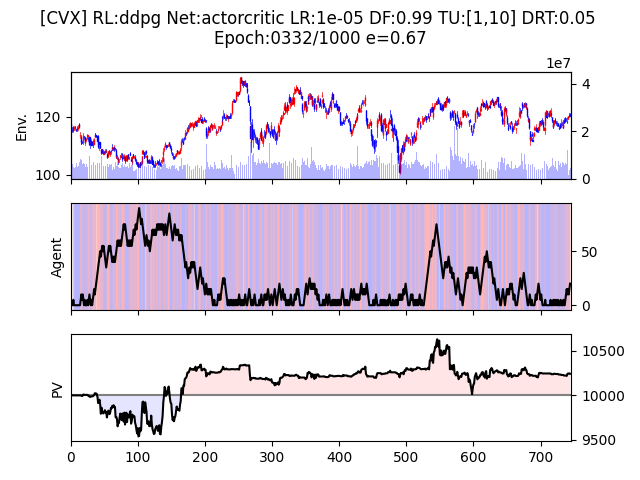 [CVX] RL:ddpg Net:actorcritic LR:1e-05 DF:0.99 TU:[1,10] DRT:0.05
Epoch:0332/1000 e=0.67
1e7
Env.
120
100
4
2
0
Agent
50
0
PV
10500
10000
9500
0 100 200 300 400 500 600 700